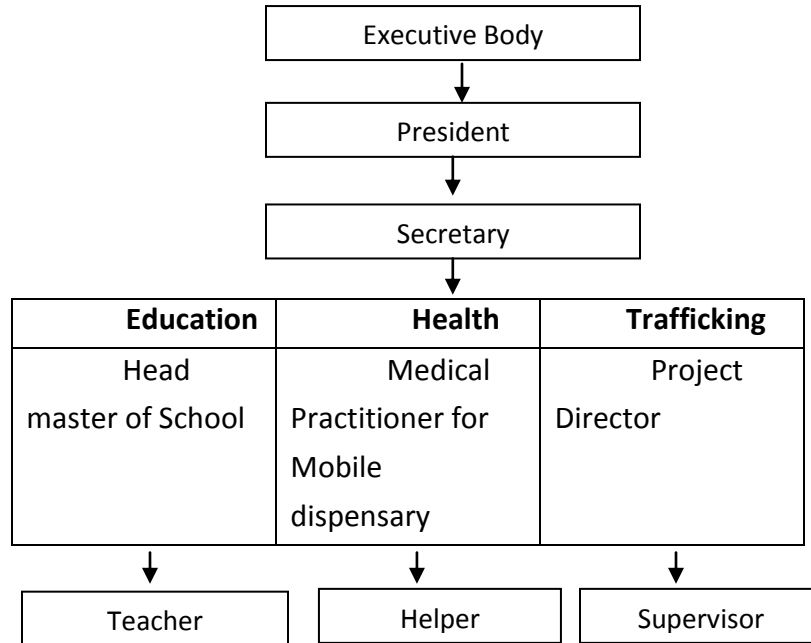 Executive Body
President
Secretary
Education Health Trafficking
Head
master of School
Medical
Practitioner for
Mobile
dispensary
Project
Director
Teacher Helper Supervisor